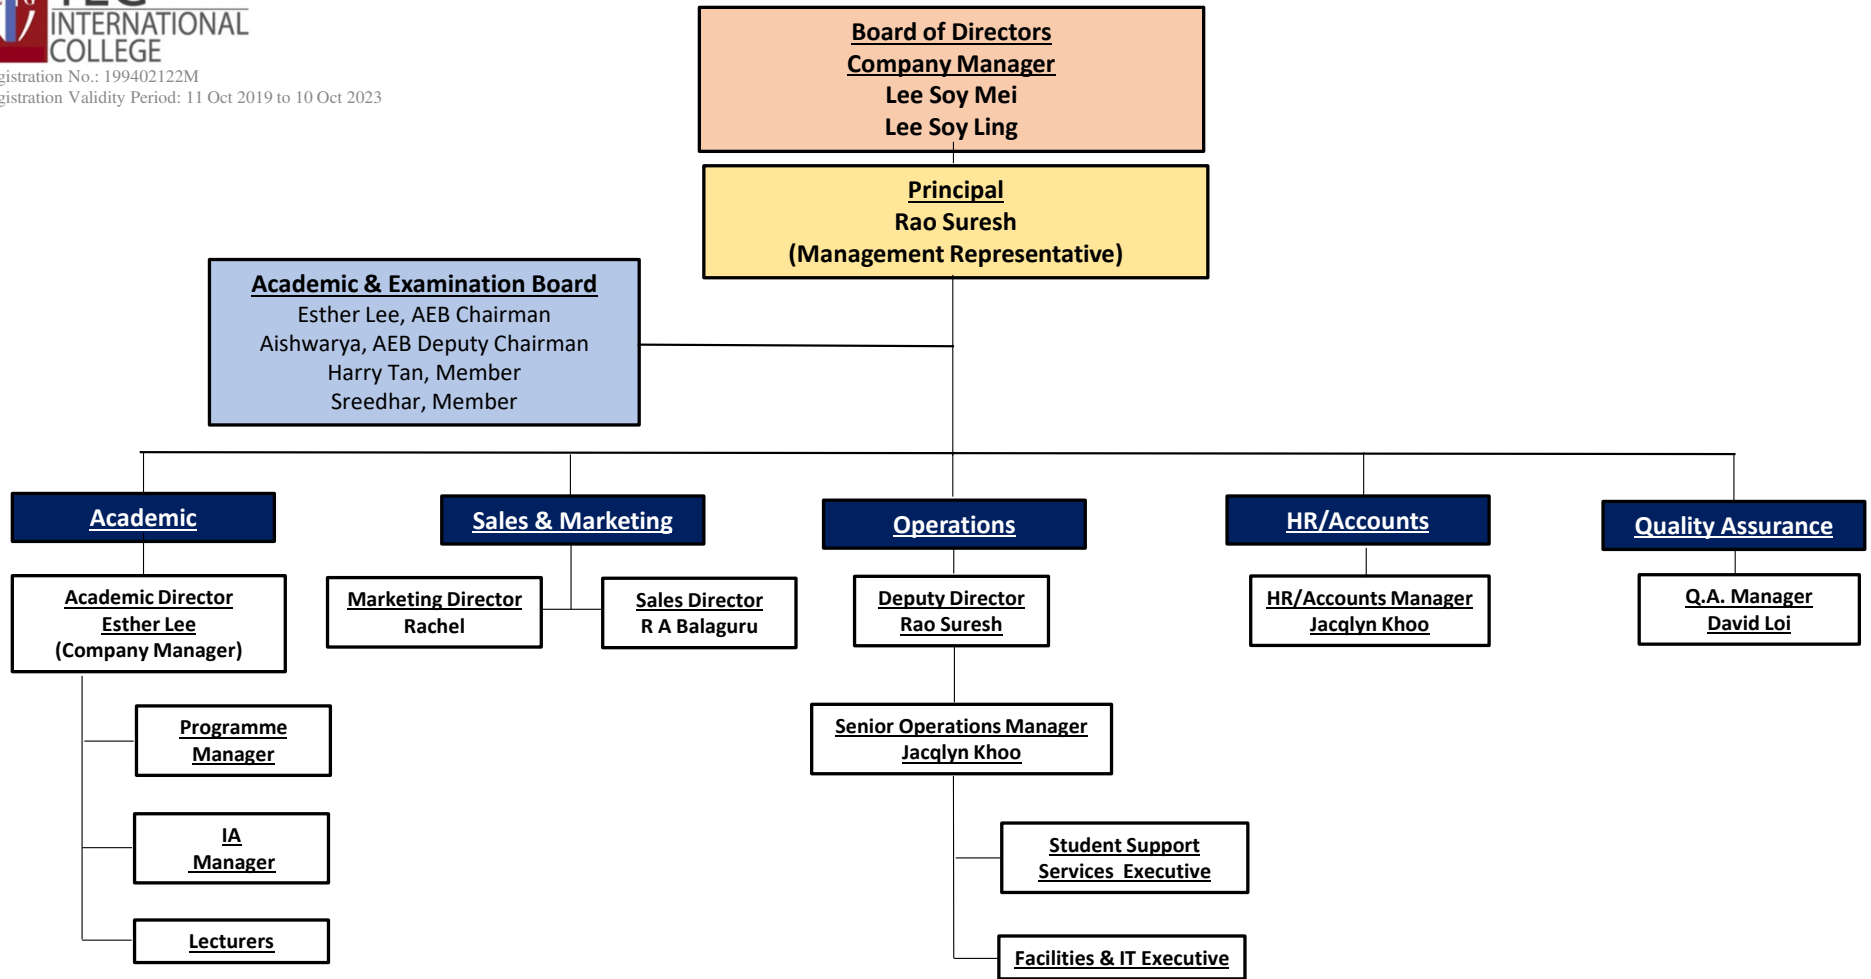 INTERNATIONAL
COLLEGE
gistration No.: 199402122M
gistration Validity Period: 11 Oct 2019 to 10 Oct 2023
Board of Directors
Company Manager
Lee Soy Mei
Lee Soy Ling
Principal
Rao Suresh
(Management Representative)
Academic & Examination Board
Esther Lee, AEB Chairman
Aishwarya, AEB Deputy Chairman
Harry Tan, Member
Sreedhar, Member
Academic
Sales & Marketing
Operations
HR/Accounts
Quality Assurance
Academic Director
Esther Lee
(Company Manager)
Marketing Director
Rachel
Sales Director
R A Balaguru
Deputy Director
Rao Suresh
HR/Accounts Manager
Jacqlyn Khoo
Q.A. Manager
David Loi
Programme
Manager
Senior Operations Manager
Jacqlyn Khoo
IA
Manager
Student Support
Services  Executive
Lecturers
Facilities & IT Executive